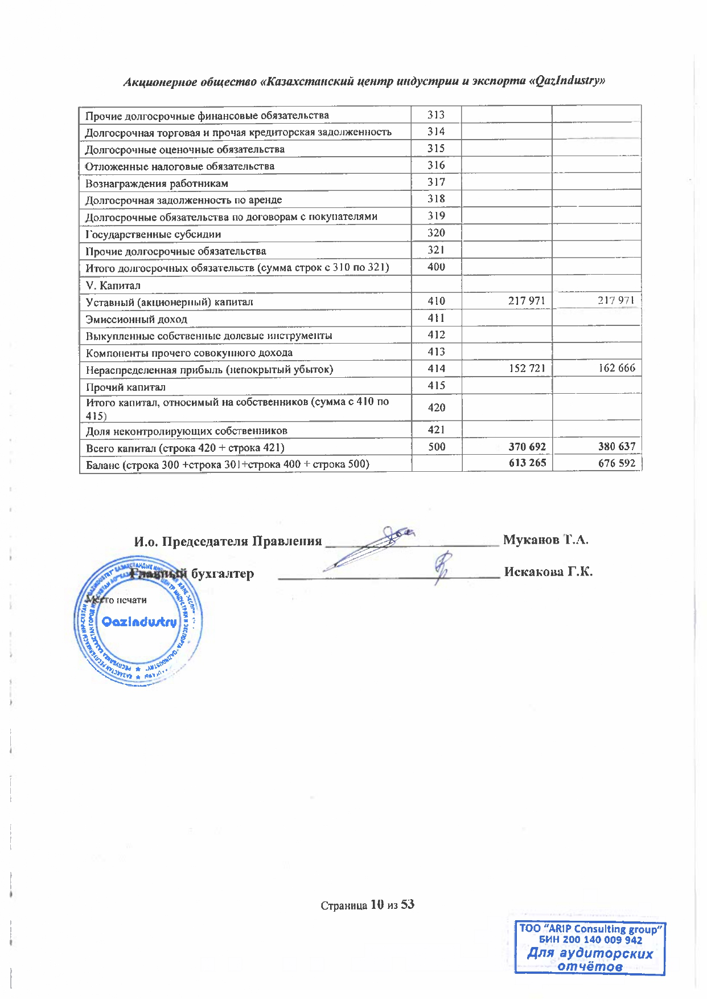 Акционерное общество «Казахстанский центр индустрии и экспорта «QazIndustry»
Прочие долгосрочные финансовые обязательства 313
Долгосрочная торговая и прочая кредиторская задолженность 314
Долгосрочные оценочные обязательства 315
Отложенные налоговые обязательства 316
Вознаграждения работникам 317
Долгосрочная задолженность по аренде 318
Долгосрочные обязательства по договорам с покупателями 319
Государственные субсидии 320
Прочие долгосрочные обязательства 321
Итого долгосрочных обязательств (сумма строк с 310 по 321) 400
V. Капитал
Уставный (акционерный) капитал 410 217 971 217 971
Эмиссионный доход 411
Выкупленные собственные долевые инструменты 412
Компоненты прочего совокупного дохода 413
Нераспределенная прибыль (непокрытый убыток) 414 152 721 162 666
Прочий капитал 415
Итого капитал, относимый на собственников (сумма с 410 по
415) 420
Доля неконтролирующих собственников 421
Всего капитал (строка 420 + строка 421) 500 370 692 380 637
Баланс (строка 300 +строка 301+строка 400 + строка 500) 613 265 676 592
И.о. Председателя Правления Муканов Т.А.
Главный бухгалтер Искакова Г.К.
Место печати
QazIndustry
Страница 10 из 53
ТОО "ARIP Consulting group"
БИН 200 140 009 942
Для аудиторских
отчётов